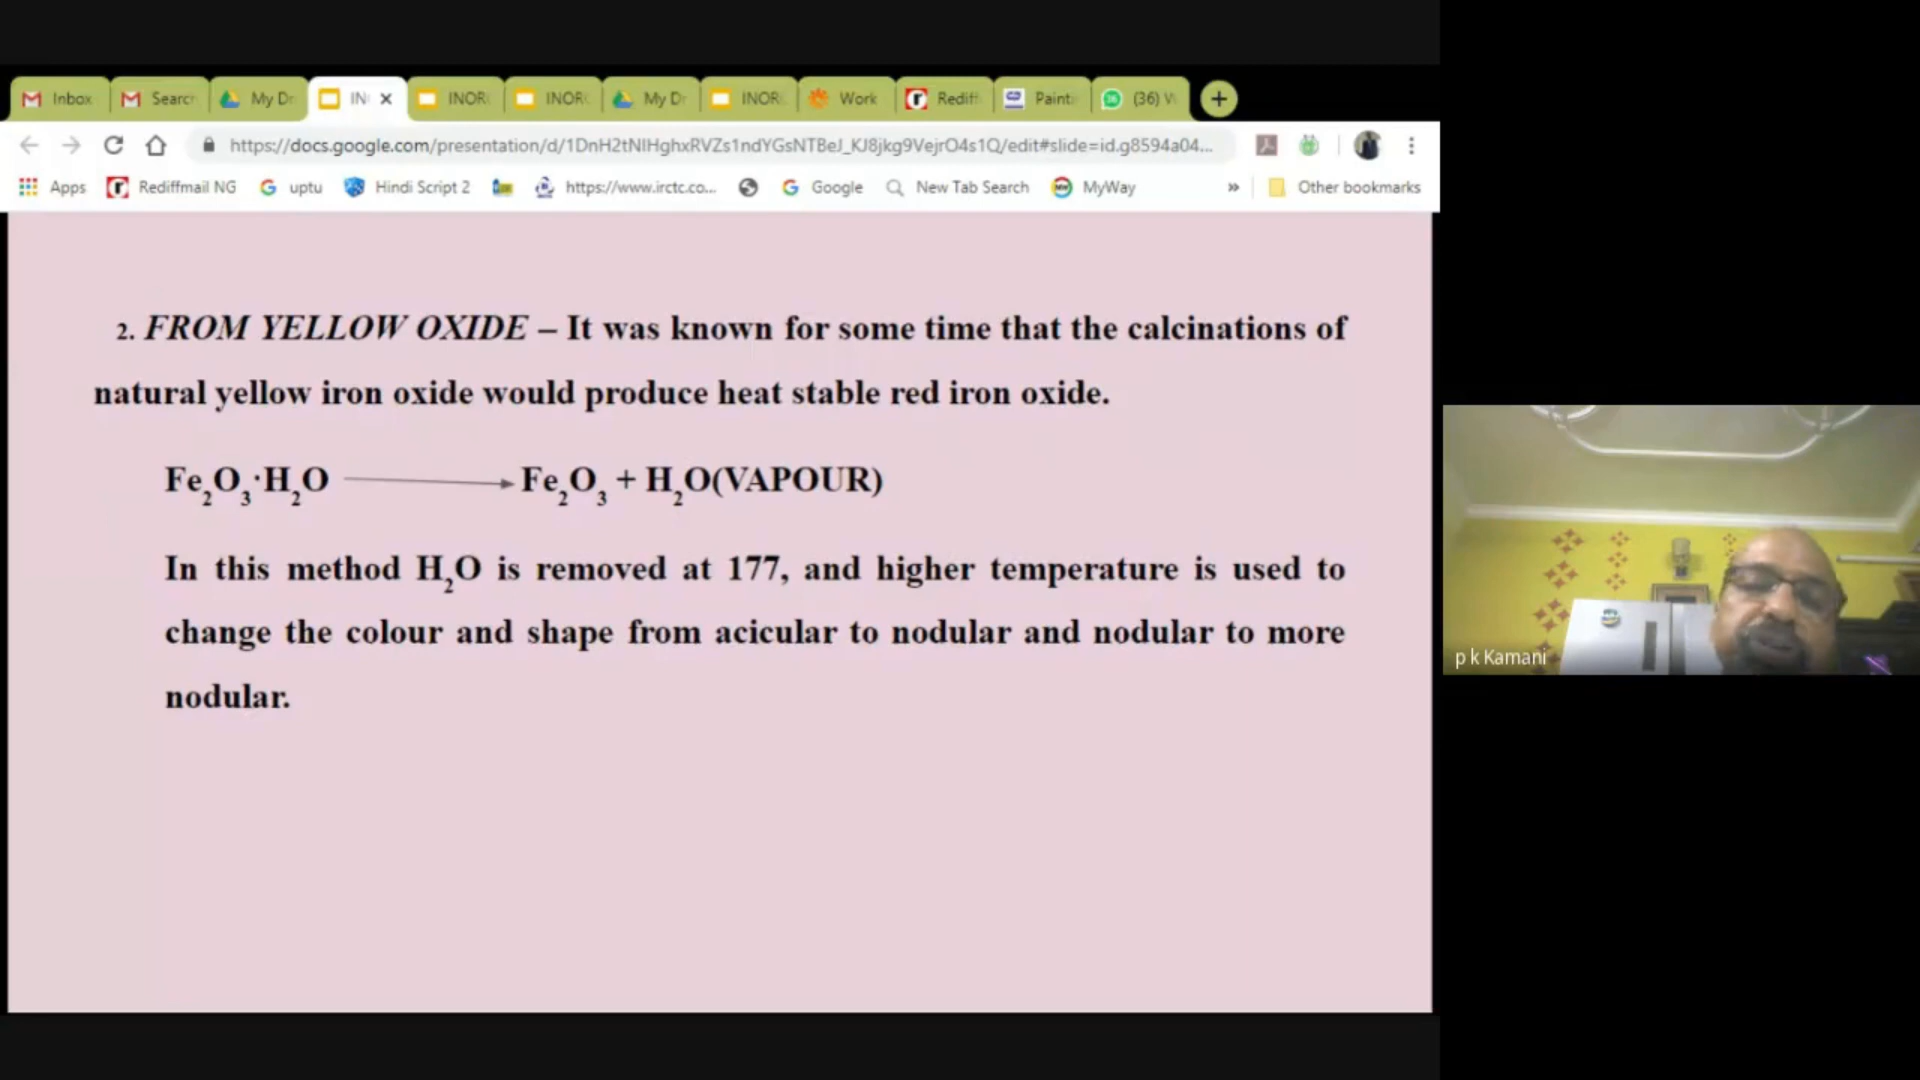 Inbox
Search
My Dr
IN
INOR
INOR
My Dr
INOR
Work
Rediff
Painti
(36) W
https://docs.google.com/presentation/d/1DnH2tNIHghxRVZs1ndYGsNTBeJ_KJ8jkg9VejrO4s1Q/edit#slide=id.g8594a04...
Apps
Rediffmail NG
uptu
Hindi Script 2
https://www.irctc.co...
Google
New Tab Search
MyWay
»
Other bookmarks
2. FROM YELLOW OXIDE – It was known for some time that the calcinations of
natural yellow iron oxide would produce heat stable red iron oxide.
Fe₂O₃·H₂O → Fe₂O₃ + H₂O(VAPOUR)
In this method H₂O is removed at 177, and higher temperature is used to
change the colour and shape from acicular to nodular and nodular to more
nodular.
p k Kamani